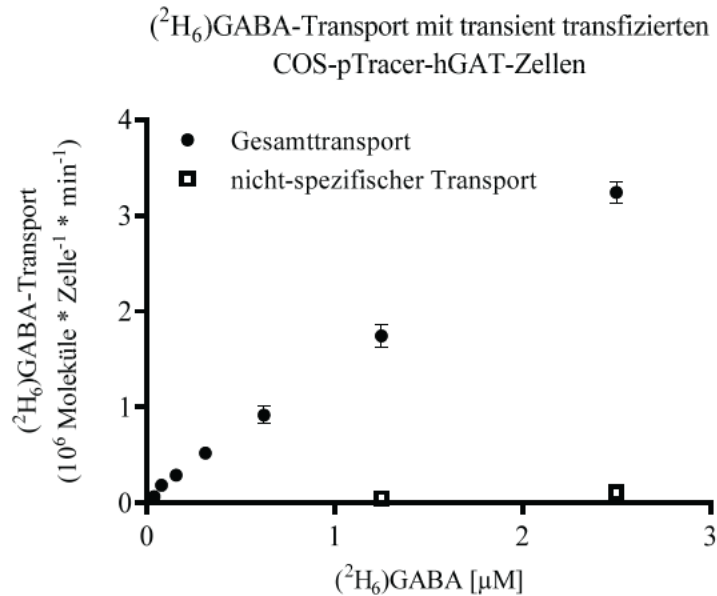 (²H₆)GABA-Transport mit transient transfizierten
COS-pTracer-hGAT-Zellen
4
3
2
1
0
Gesamttransport
nicht-spezifischer Transport
(²H₆)GABA-Transport
(10⁶ Moleküle * Zelle⁻¹ * min⁻¹)
0
1
2
3
(²H₆)GABA [µM]